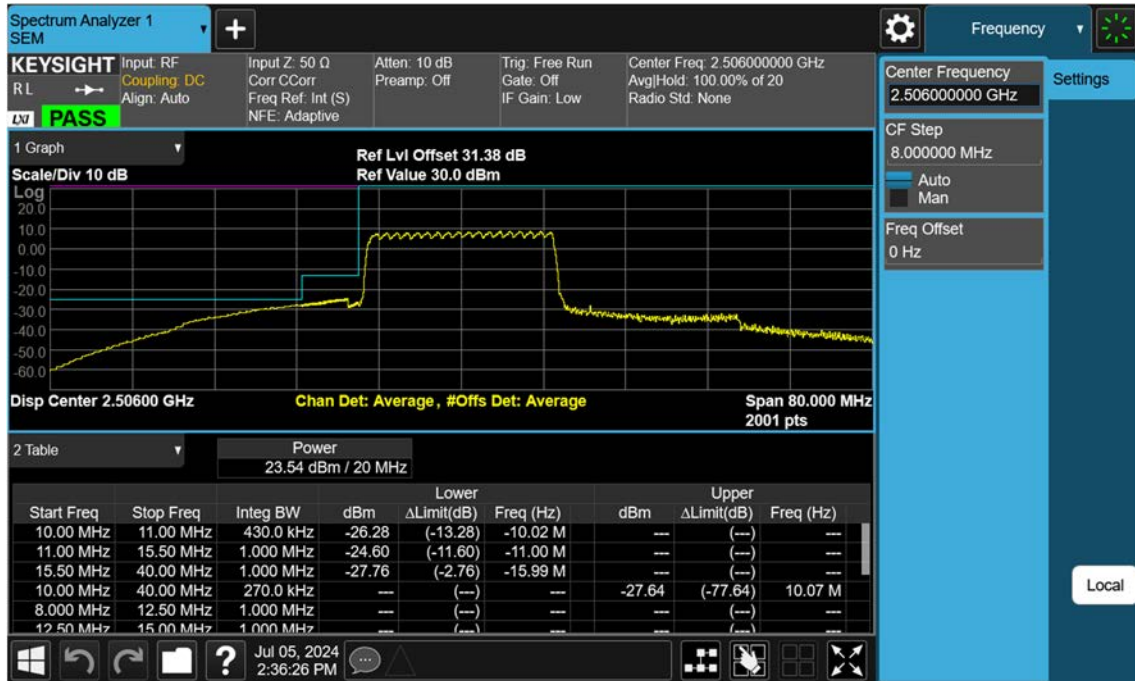 Spectrum Analyzer 1
SEM
Frequency
KEYSIGHT
R L
LXI
PASS
Input: RF
Coupling: DC
Align: Auto
Input Z: 50 Ω
Corr CCorr
Freq Ref: Int (S)
NFE: Adaptive
Atten: 10 dB
Preamp: Off
Trig: Free Run
Gate: Off
IF Gain: Low
Center Freq: 2.506000000 GHz
Avg|Hold: 100.00% of 20
Radio Std: None
Center Frequency
2.506000000 GHz
Settings
CF Step
8.000000 MHz
Auto
Man
Freq Offset
0 Hz
Local
1 Graph
Ref Lvl Offset 31.38 dB
Scale/Div 10 dB
Ref Value 30.0 dBm
Log
20.0
10.0
0.00
-10.0
-20.0
-30.0
-40.0
-50.0
-60.0
Disp Center 2.50600 GHz
Chan Det: Average, #Offs Det: Average
Span 80.000 MHz
2001 pts
2 Table
Power
23.54 dBm / 20 MHz
Lower Upper
Start Freq Stop Freq Integ BW dBm ΔLimit(dB) Freq (Hz) dBm ΔLimit(dB) Freq (Hz)
10.00 MHz 11.00 MHz 430.0 kHz -26.28 (-13.28) -10.02 M --- (---) ---
11.00 MHz 15.50 MHz 1.000 MHz -24.60 (-11.60) -11.00 M --- (---) ---
15.50 MHz 40.00 MHz 1.000 MHz -27.76 (-2.76) -15.99 M --- (---) ---
10.00 MHz 40.00 MHz 270.0 kHz --- (---) --- -27.64 (-77.64) 10.07 M
8.000 MHz 12.50 MHz 1.000 MHz --- (---) --- --- (---) ---
12.50 MHz 15.00 MHz 1.000 MHz --- (---) --- --- (---) ---
?
Jul 05, 2024
2:36:26 PM